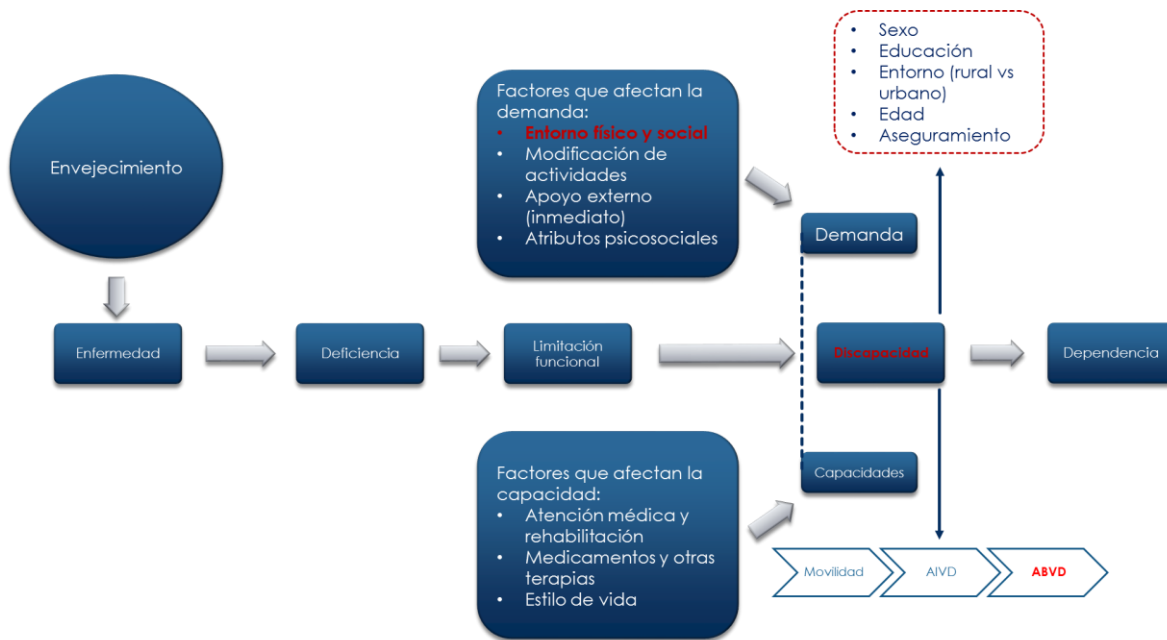 • Sexo
• Educación
• Entorno (rural vs
urbano)
• Edad
• Aseguramiento
Envejecimiento
Factores que afectan la
demanda:
• Entorno físico y social
• Modificación de
actividades
• Apoyo externo
(inmediato)
• Atributos psicosociales
Demanda
Enfermedad
Deficiencia
Limitación
funcional
Discapacidad
Dependencia
Factores que afectan la
capacidad:
• Atención médica y
rehabilitación
• Medicamentos y otras
terapias
• Estilo de vida
Capacidades
Movilidad
AIVD
ABVD